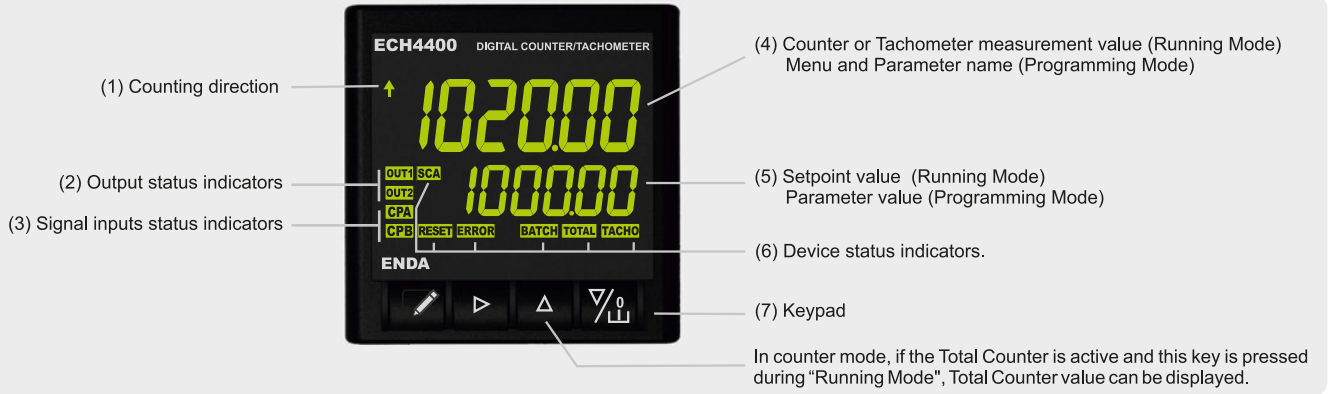 ECH4400 DIGITAL COUNTER/TACHOMETER
(1) Counting direction
1020.00
(4) Counter or Tachometer measurement value (Running Mode)
Menu and Parameter name (Programming Mode)
(2) Output status indicators
OUT1 SCA
OUT2
1000.00
(5) Setpoint value (Running Mode)
Parameter value (Programming Mode)
(3) Signal inputs status indicators
CPA
CPB RESET ERROR BATCH TOTAL TACHO
(6) Device status indicators.
ENDA
0
(7) Keypad
In counter mode, if the Total Counter is active and this key is pressed
during “Running Mode", Total Counter value can be displayed.